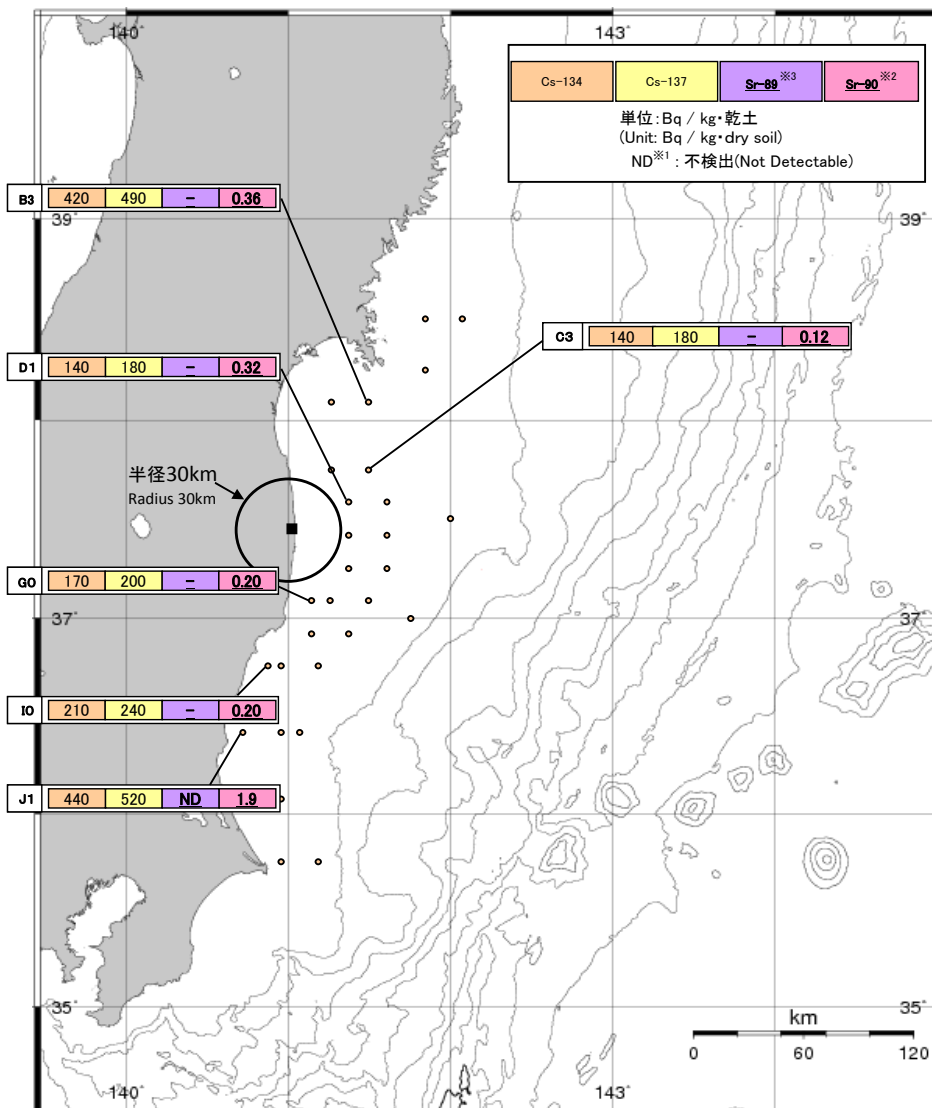 140° 143°
Cs-134 Cs-137 Sr-89※3 Sr-90※2
単位:Bq / kg・乾土
(Unit: Bq / kg・dry soil)
ND※1 : 不検出(Not Detectable)
B3 420 490 － 0.36
39° 39°
C3 140 180 － 0.12
D1 140 180 － 0.32
半径30km
Radius 30km
G0 170 200 － 0.20
37° 37°
I0 210 240 － 0.20
J1 440 520 ND 1.9
35° 35°
km
0 60 120
140° 143°